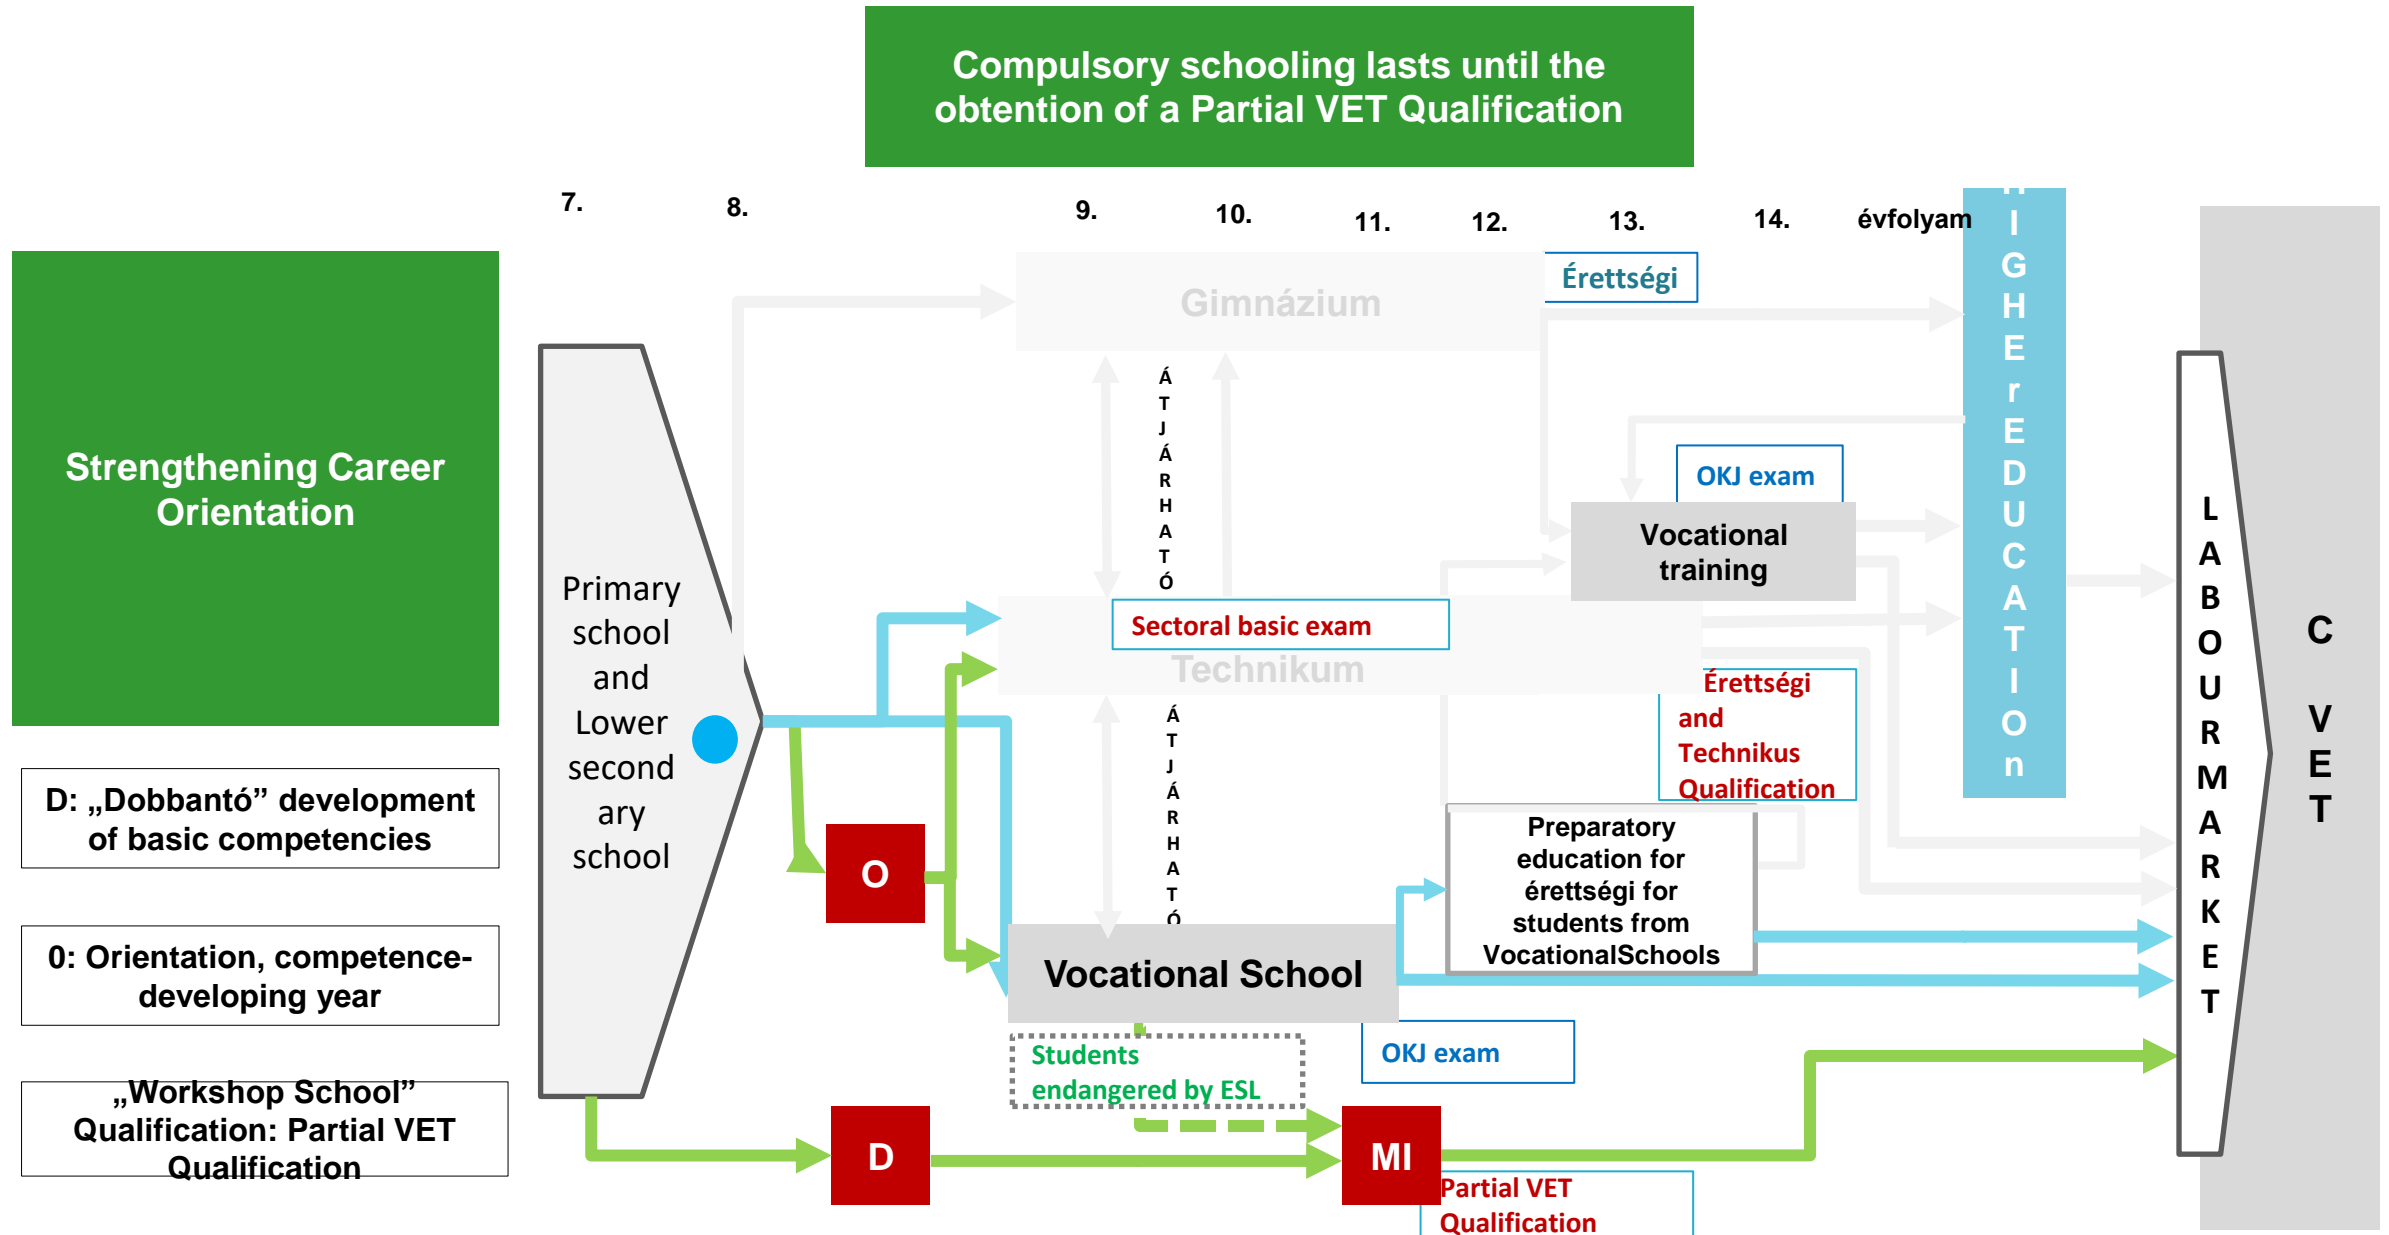 Compulsory schooling lasts until the
obtention of a Partial VET Qualification
7.
8.
9.
10.
11.
12.
13.
14.
évfolyam
Strengthening Career
Orientation
D: „Dobbantó” development
of basic competencies
0: Orientation, competence-
developing year
„Workshop School”
Qualification: Partial VET
Qualification
Primary
school
and
Lower
second
ary
school
Gimnázium
Érettségi
ÁTJÁRHATÓ
Sectoral basic exam
Technikum
ÁTJÁRHATÓ
OKJ exam
Vocational
training
Érettségi
and
Technikus
Qualification
O
Preparatory
education for
érettségi for
students from
VocationalSchools
Vocational School
OKJ exam
Students
endangered by ESL
D
MI
Partial VET
Qualification
HIGHErEDUCATIOn
LABOURMARKET
C VET